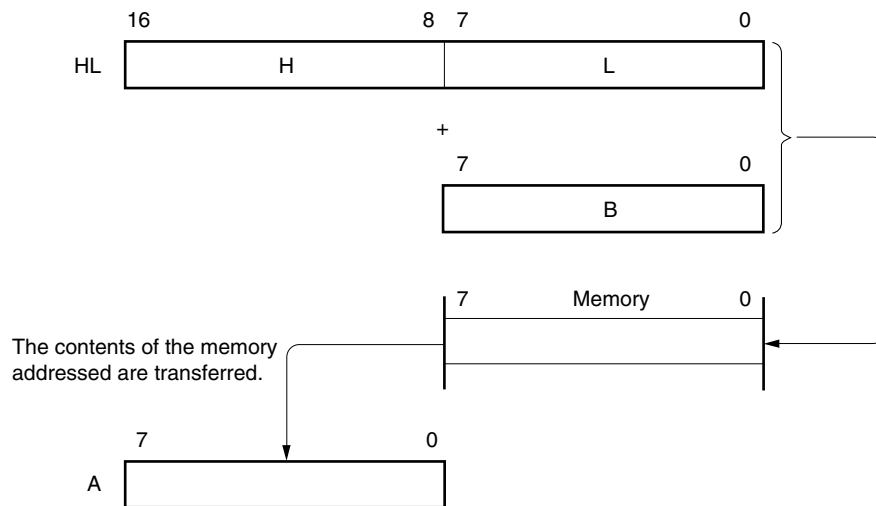 16 8 7 0
HL H L
+
7 0
B
7 Memory 0
The contents of the memory
addressed are transferred.
7 0
A